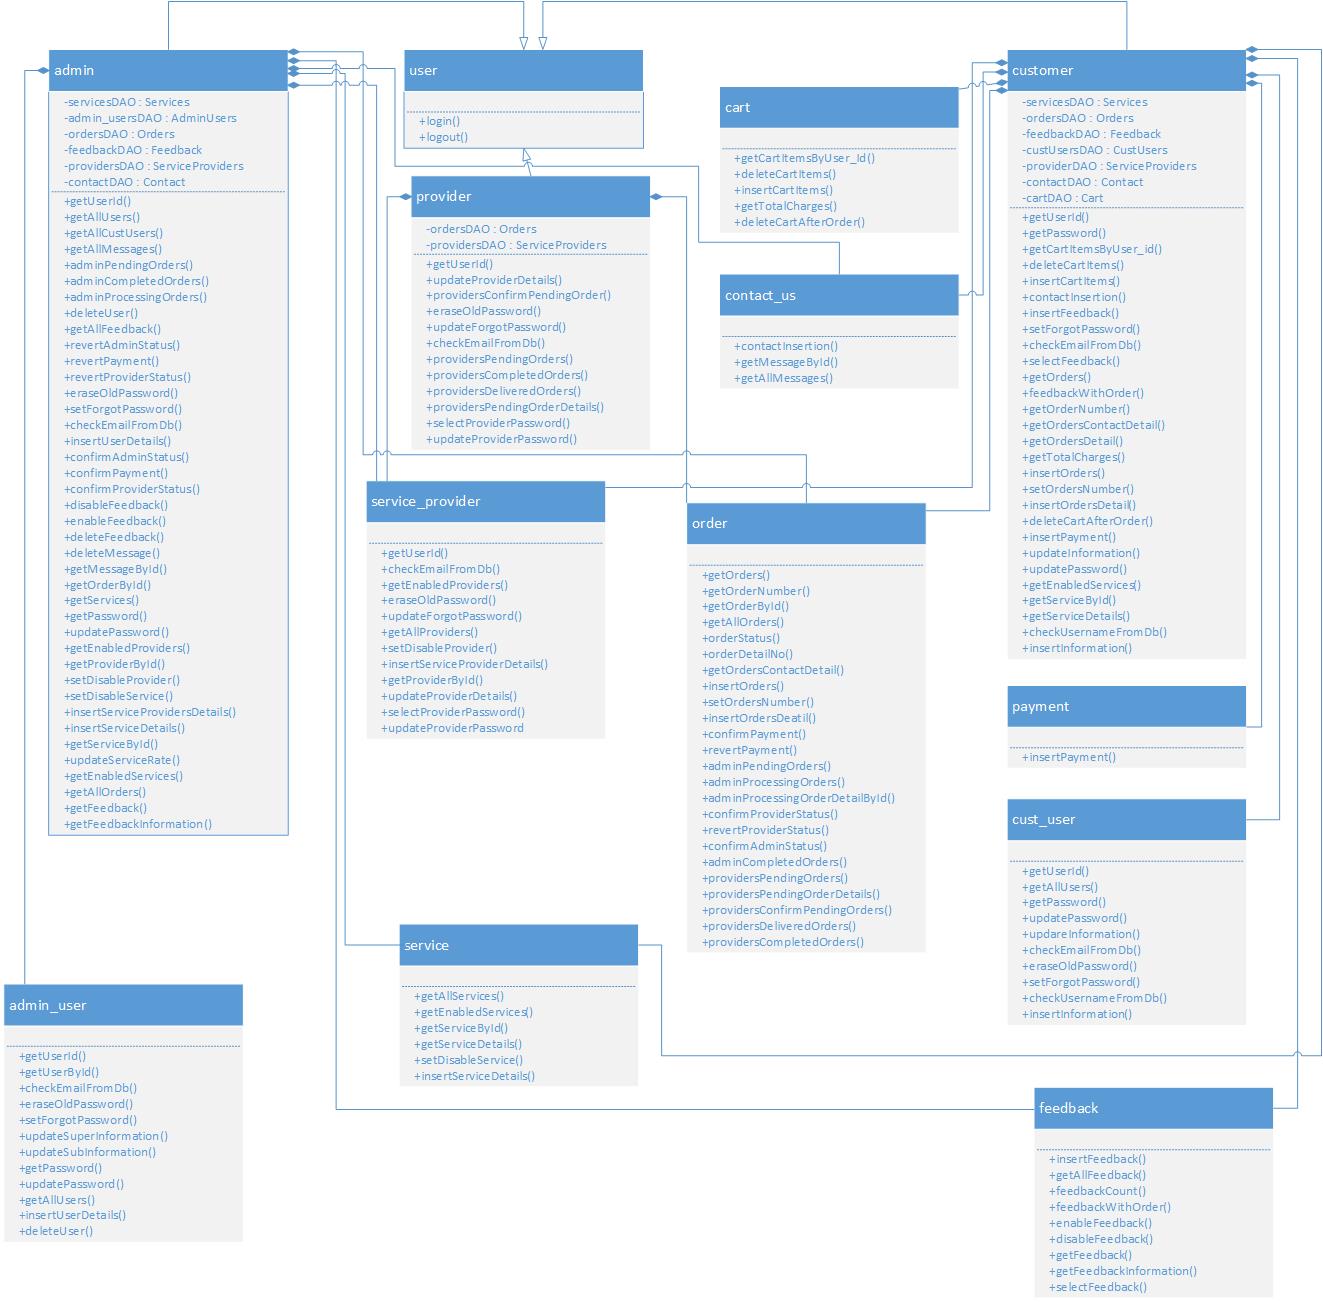 admin
-servicesDAO : Services
-admin_usersDAO : AdminUsers
-ordersDAO : Orders
-feedbackDAO : Feedback
-providersDAO : ServiceProviders
-contactDAO : Contact
+getUserId()
+getAllUsers()
+getAllCustUsers()
+getAllMessages()
+adminPendingOrders()
+adminCompletedOrders()
+adminProcessingOrders()
+deleteUser()
+getAllFeedback()
+revertAdminStatus()
+revertPayment()
+revertProviderStatus()
+eraseOldPassword()
+setForgotPassword()
+checkEmailFromDb()
+insertUserDetails()
+confirmAdminStatus()
+confirmPayment()
+confirmProviderStatus()
+disableFeedback()
+enableFeedback()
+deleteFeedback()
+deleteMessage()
+getMessageById()
+getOrderById()
+getServices()
+getPassword()
+updatePassword()
+getEnabledProviders()
+getProviderById()
+setDisableProvider()
+setDisableService()
+insertServiceProvidersDetails()
+insertServiceDetails()
+getServiceById()
+updateServiceRate()
+getEnabledServices()
+getAllOrders()
+getFeedback()
+getFeedbackInformation()
user
+login()
+logout()
provider
-ordersDAO : Orders
-providersDAO : ServiceProviders
+getUserId()
+updateProviderDetails()
+providersConfirmPendingOrder()
+eraseOldPassword()
+updateForgotPassword()
+checkEmailFromDb()
+providersPendingOrders()
+providersCompletedOrders()
+providersDeliveredOrders()
+providersPendingOrderDetails()
+selectProviderPassword()
+updateProviderPassword()
cart
+getCartItemsByUser_Id()
+deleteCartItems()
+insertCartItems()
+getTotalCharges()
+deleteCartAfterOrder()
contact_us
+contactInsertion()
+getMessageById()
+getAllMessages()
customer
-servicesDAO : Services
-ordersDAO : Orders
-feedbackDAO : Feedback
-custUsersDAO : CustUsers
-providerDAO : ServiceProviders
-contactDAO : Contact
-cartDAO : Cart
+getUserId()
+getPassword()
+getCartItemsByUser_id()
+deleteCartItems()
+insertCartItems()
+contactInsertion()
+insertFeedback()
+setForgotPassword()
+checkEmailFromDb()
+selectFeedback()
+getOrders()
+feedbackWithOrder()
+getOrderNumber()
+getOrdersContactDetail()
+getOrdersDetail()
+getTotalCharges()
+insertOrders()
+setOrdersNumber()
+insertOrdersDetail()
+deleteCartAfterOrder()
+insertPayment()
+updateInformation()
+updatePassword()
+getEnabledServices()
+getServiceById()
+getServiceDetails()
+checkUsernameFromDb()
+insertInformation()
service_provider
+getUserId()
+checkEmailFromDb()
+getEnabledProviders()
+eraseOldPassword()
+updateForgotPassword()
+getAllProviders()
+setDisableProvider()
+insertServiceProviderDetails()
+getProviderById()
+updateProviderDetails()
+selectProviderPassword()
+updateProviderPassword
order
+getOrders()
+getOrderNumber()
+getOrderById()
+getAllOrders()
+orderStatus()
+orderDetailNo()
+getOrdersContactDetail()
+insertOrders()
+setOrdersNumber()
+insertOrdersDeatil()
+confirmPayment()
+revertPayment()
+adminPendingOrders()
+adminProcessingOrders()
+adminProcessingOrderDetailById()
+confirmProviderStatus()
+revertProviderStatus()
+confirmAdminStatus()
+adminCompletedOrders()
+providersPendingOrders()
+providersPendingOrderDetails()
+providersConfirmPendingOrders()
+providersDeliveredOrders()
+providersCompletedOrders()
payment
+insertPayment()
cust_user
+getUserId()
+getAllUsers()
+getPassword()
+updatePassword()
+updareInformation()
+checkEmailFromDb()
+eraseOldPassword()
+setForgotPassword()
+checkUsernameFromDb()
+insertInformation()
service
+getAllServices()
+getEnabledServices()
+getServiceById()
+getServiceDetails()
+setDisableService()
+insertServiceDetails()
admin_user
+getUserId()
+getUserById()
+checkEmailFromDb()
+eraseOldPassword()
+setForgotPassword()
+updateSuperInformation()
+updateSubInformation()
+getPassword()
+updatePassword()
+getAllUsers()
+insertUserDetails()
+deleteUser()
feedback
+insertFeedback()
+getAllFeedback()
+feedbackCount()
+feedbackWithOrder()
+enableFeedback()
+disableFeedback()
+getFeedback()
+getFeedbackInformation()
+selectFeedback()